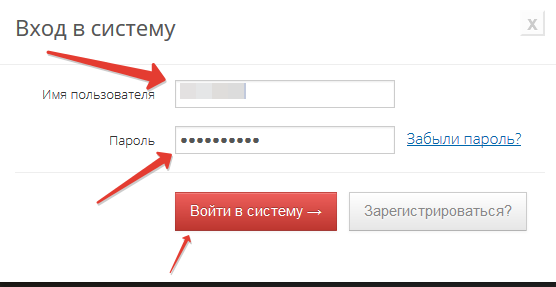 Вход в систему
x
Имя пользователя
Пароль
Забыли пароль?
Войти в систему →
Зарегистрироваться?